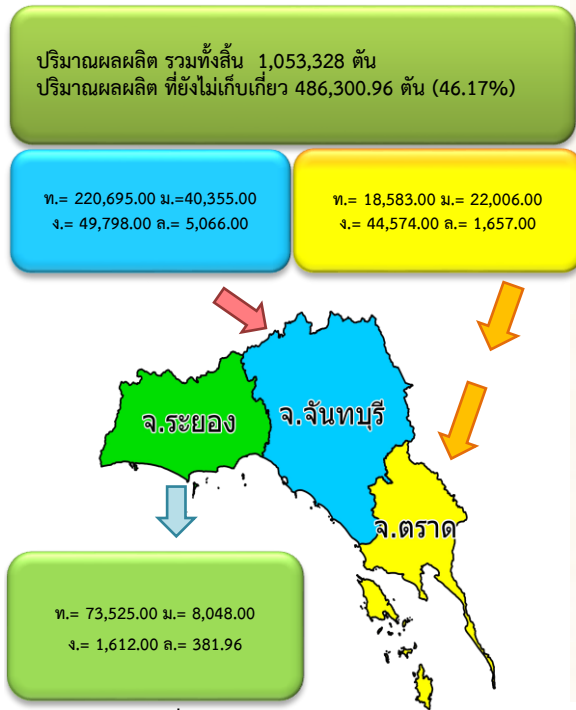 ปริมาณผลผลิต รวมทั้งสิ้น 1,053,328 ตัน
ปริมาณผลผลิต ที่ยังไม่เก็บเกี่ยว 486,300.96 ตัน (46.17%)
ท.= 220,695.00 ม.=40,355.00
ง.= 49,798.00 ล.= 5,066.00
ท.= 18,583.00 ม.= 22,006.00
ง.= 44,574.00 ล.= 1,657.00
จ.ระยอง
จ.จันทบุรี
จ.ตราด
ท.= 73,525.00 ม.= 8,048.00
ง.= 1,612.00 ล.= 381.96